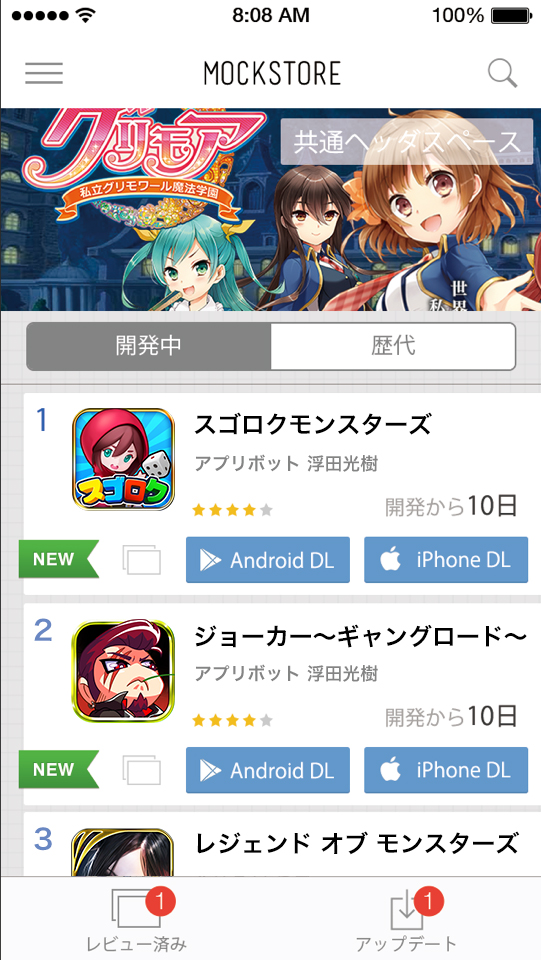 8:08 AM
100%
MOCKSTORE
グリモア
私立グリモワール魔法学園
共通ヘッダスペース
世界
私
開発中
歴代
1
スゴロク
スゴロクモンスターズ
アプリボット 浮田光樹
開発から10日
NEW
Android DL
iPhone DL
2
ジョーカー〜ギャングロード〜
アプリボット 浮田光樹
開発から10日
NEW
Android DL
iPhone DL
3
レジェンド オブ モンスターズ
1
レビュー済み
1
アップデート